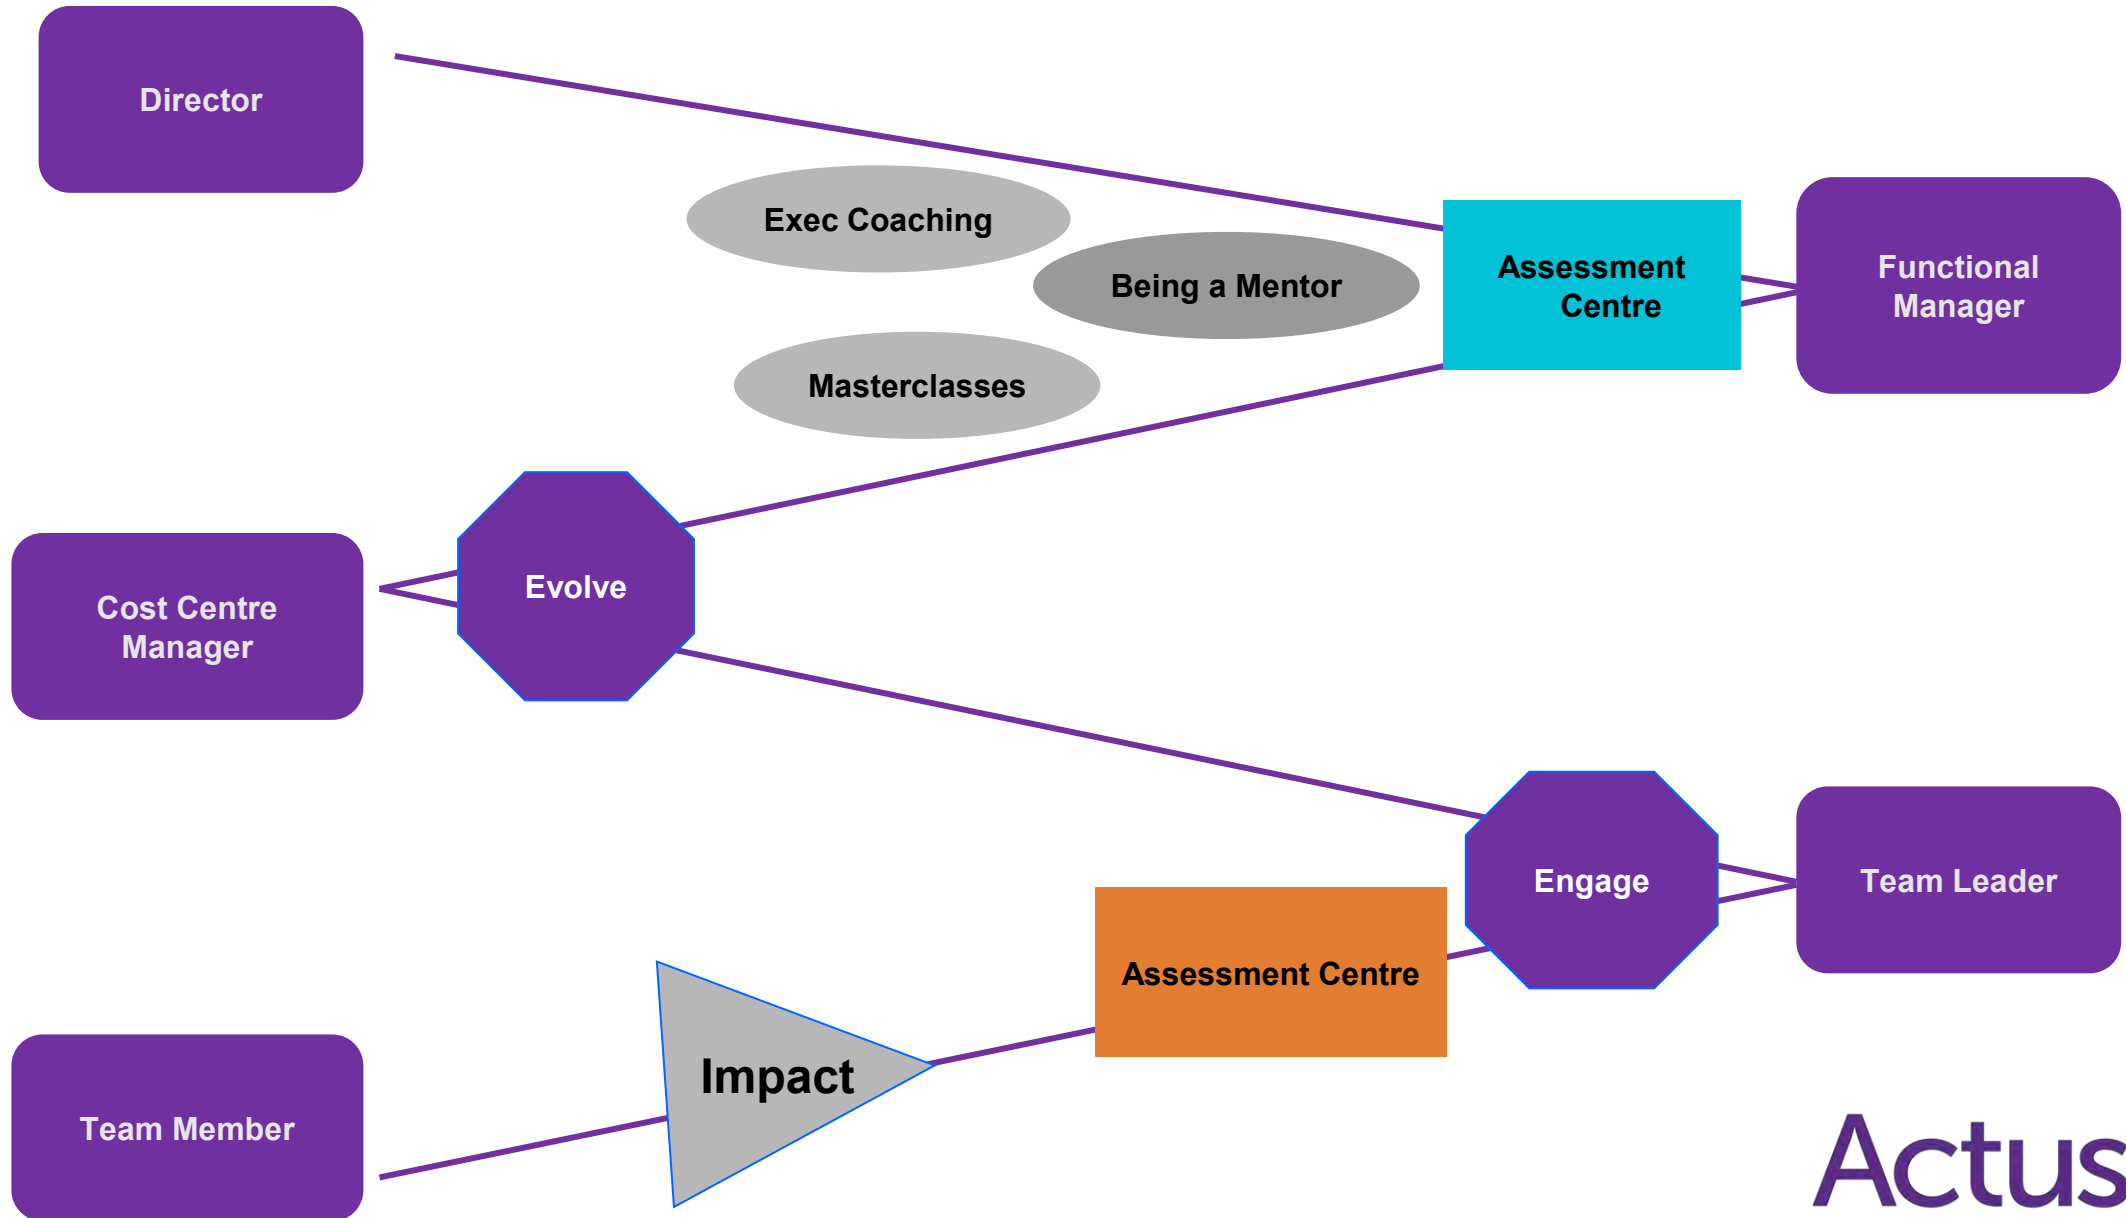 Director
Exec Coaching
Being a Mentor
Assessment
Centre
Functional
Manager
Masterclasses
Evolve
Cost Centre
Manager
Engage
Team Leader
Assessment Centre
Impact
Team Member
Actus